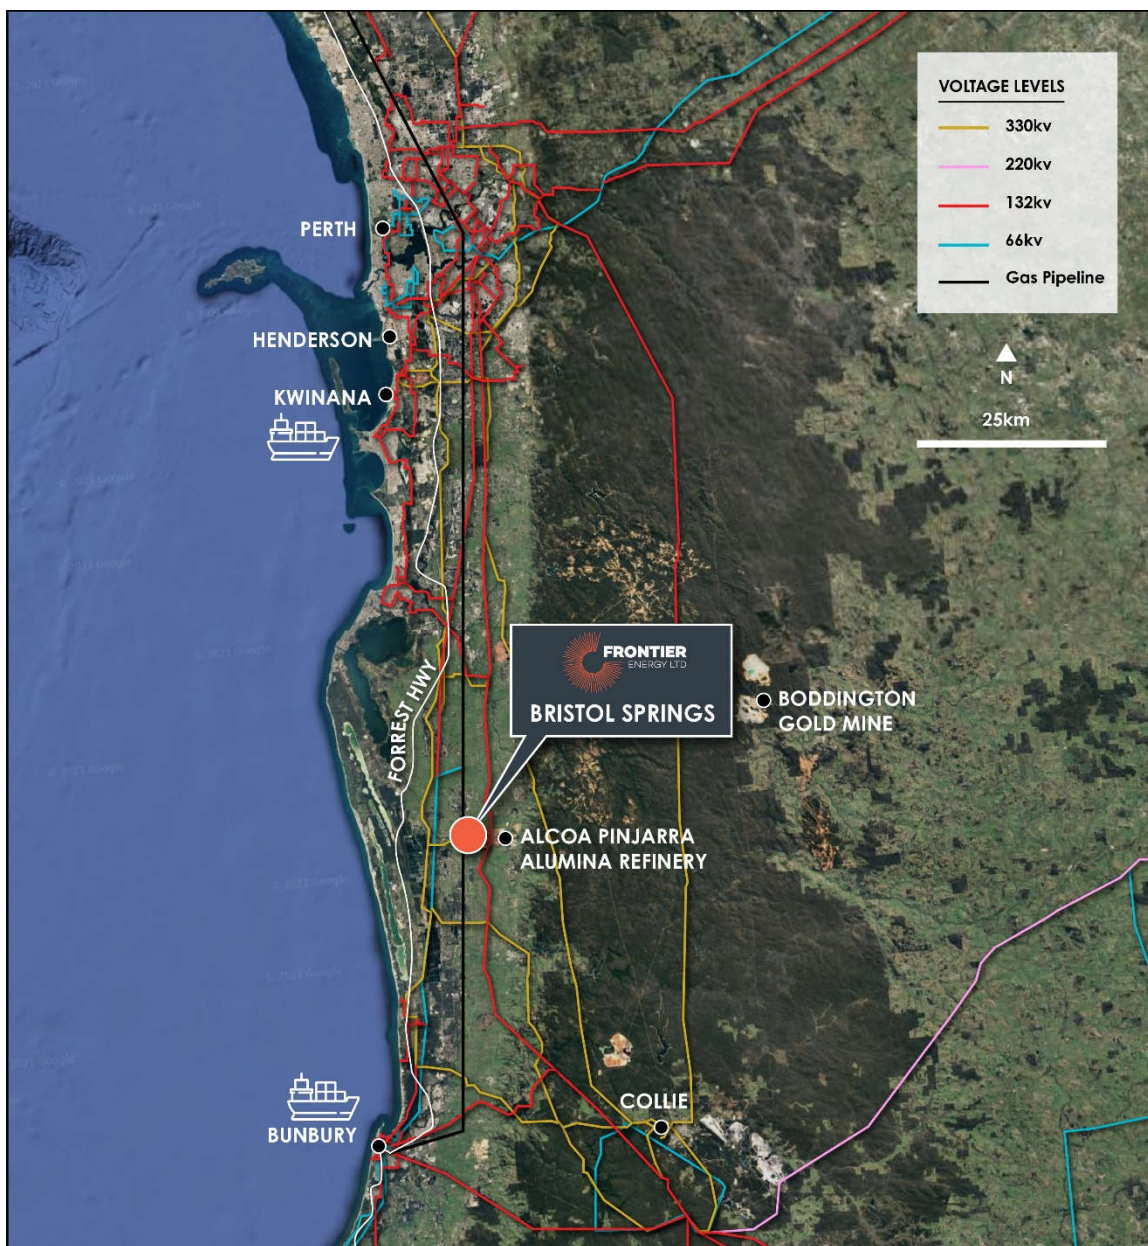 VOLTAGE LEVELS
330kv
220kv
132kv
66kv
Gas Pipeline
N
25km
PERTH
HENDERSON
KWINANA
FRONTIER
ENERGY LTD
BRISTOL SPRINGS
FORREST HWY
BODDINGTON
GOLD MINE
ALCOA PINJARRA
ALUMINA REFINERY
COLLIE
BUNBURY